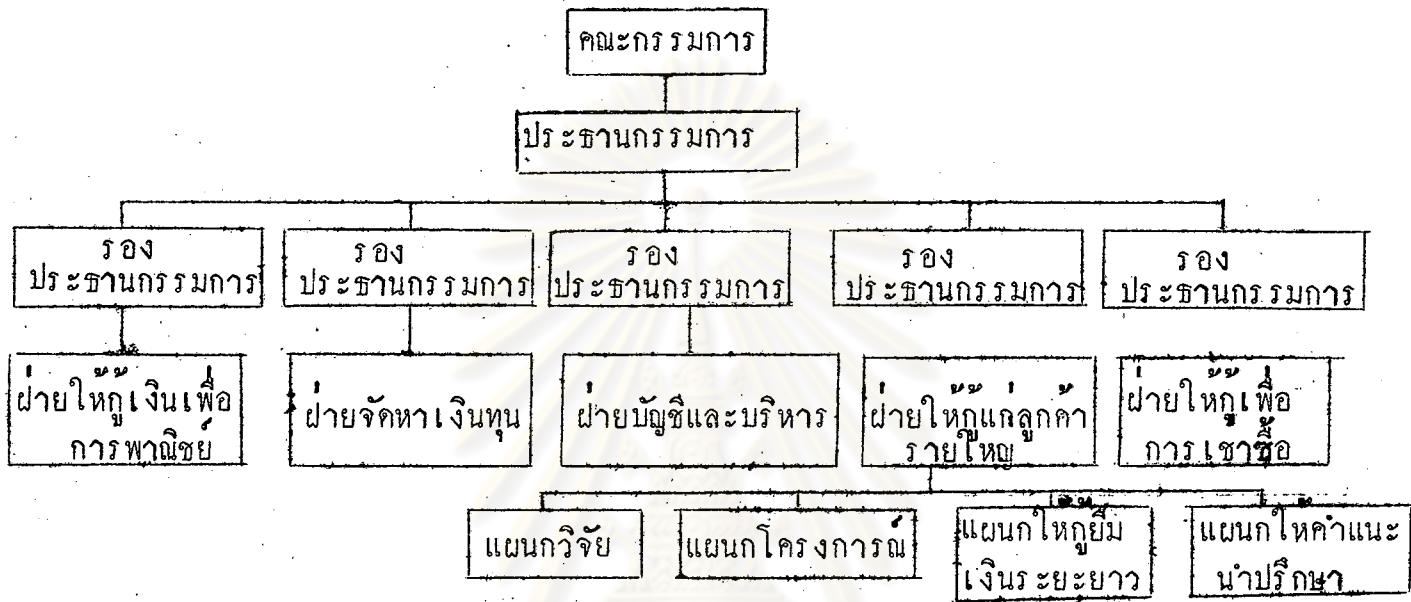 คณะกรรมการ
ประธานกรรมการ
รอง
ประธานกรรมการ
รอง
ประธานกรรมการ
รอง
ประธานกรรมการ
รอง
ประธานกรรมการ
รอง
ประธานกรรมการ
ฝ่ายให้กู้เงินเพื่อ
การพาณิชย์
ฝ่ายจัดหาเงินทุน
ฝ่ายบัญชีและบริหาร
ฝ่ายให้กู้แก่ลูกค้า
รายใหญ่
ฝ่ายให้กู้เพื่อ
การเช่าซื้อ
แผนกวิจัย
แผนกโครงการณ์
แผนกให้กู้ยืม
เงินระยะยาว
แผนกให้คำแนะ
นำปรึกษา